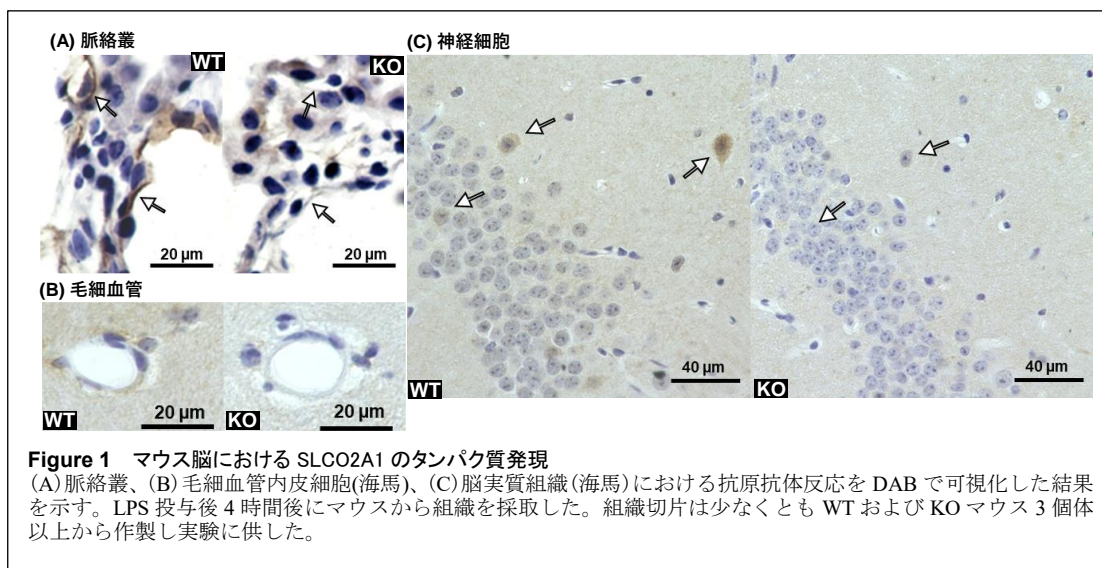 (A) 脈絡叢
WT
KO
20 μm
20 μm
(B) 毛細血管
WT
20 μm
KO
20 μm
(C) 神経細胞
WT
40 μm
KO
40 μm
Figure 1 マウス脳における SLCO2A1 のタンパク質発現
(A)脈絡叢、(B)毛細血管内皮細胞(海馬)、(C)脳実質組織(海馬)における抗原抗体反応を DAB で可視化した結果
を示す。LPS 投与後 4 時間後にマウスから組織を採取した。組織切片は少なくとも WT および KO マウス 3 個体
以上から作製し実験に供した。